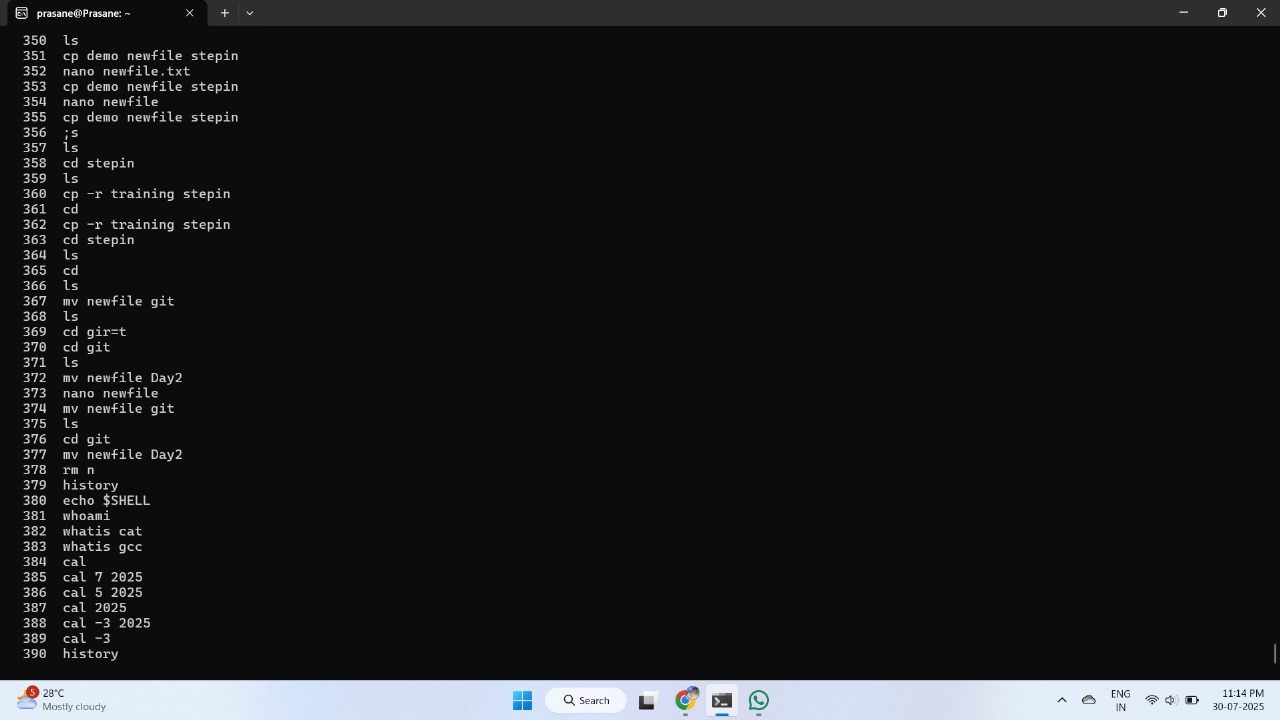 prasane@Prasane: ~
350 ls
351 cp demo newfile stepin
352 nano newfile.txt
353 cp demo newfile stepin
354 nano newfile
355 cp demo newfile stepin
356 ;s
357 ls
358 cd stepin
359 ls
360 cp -r training stepin
361 cd
362 cp -r training stepin
363 cd stepin
364 ls
365 cd
366 ls
367 mv newfile git
368 ls
369 cd gir=t
370 cd git
371 ls
372 mv newfile Day2
373 nano newfile
374 mv newfile git
375 ls
376 cd git
377 mv newfile Day2
378 rm n
379 history
380 echo $SHELL
381 whoami
382 whatis cat
383 whatis gcc
384 cal
385 cal 7 2025
386 cal 5 2025
387 cal 2025
388 cal -3 2025
389 cal -3
390 history
5
28°C
Mostly cloudy
Search
ENG
IN
11:14 PM
30-07-2025